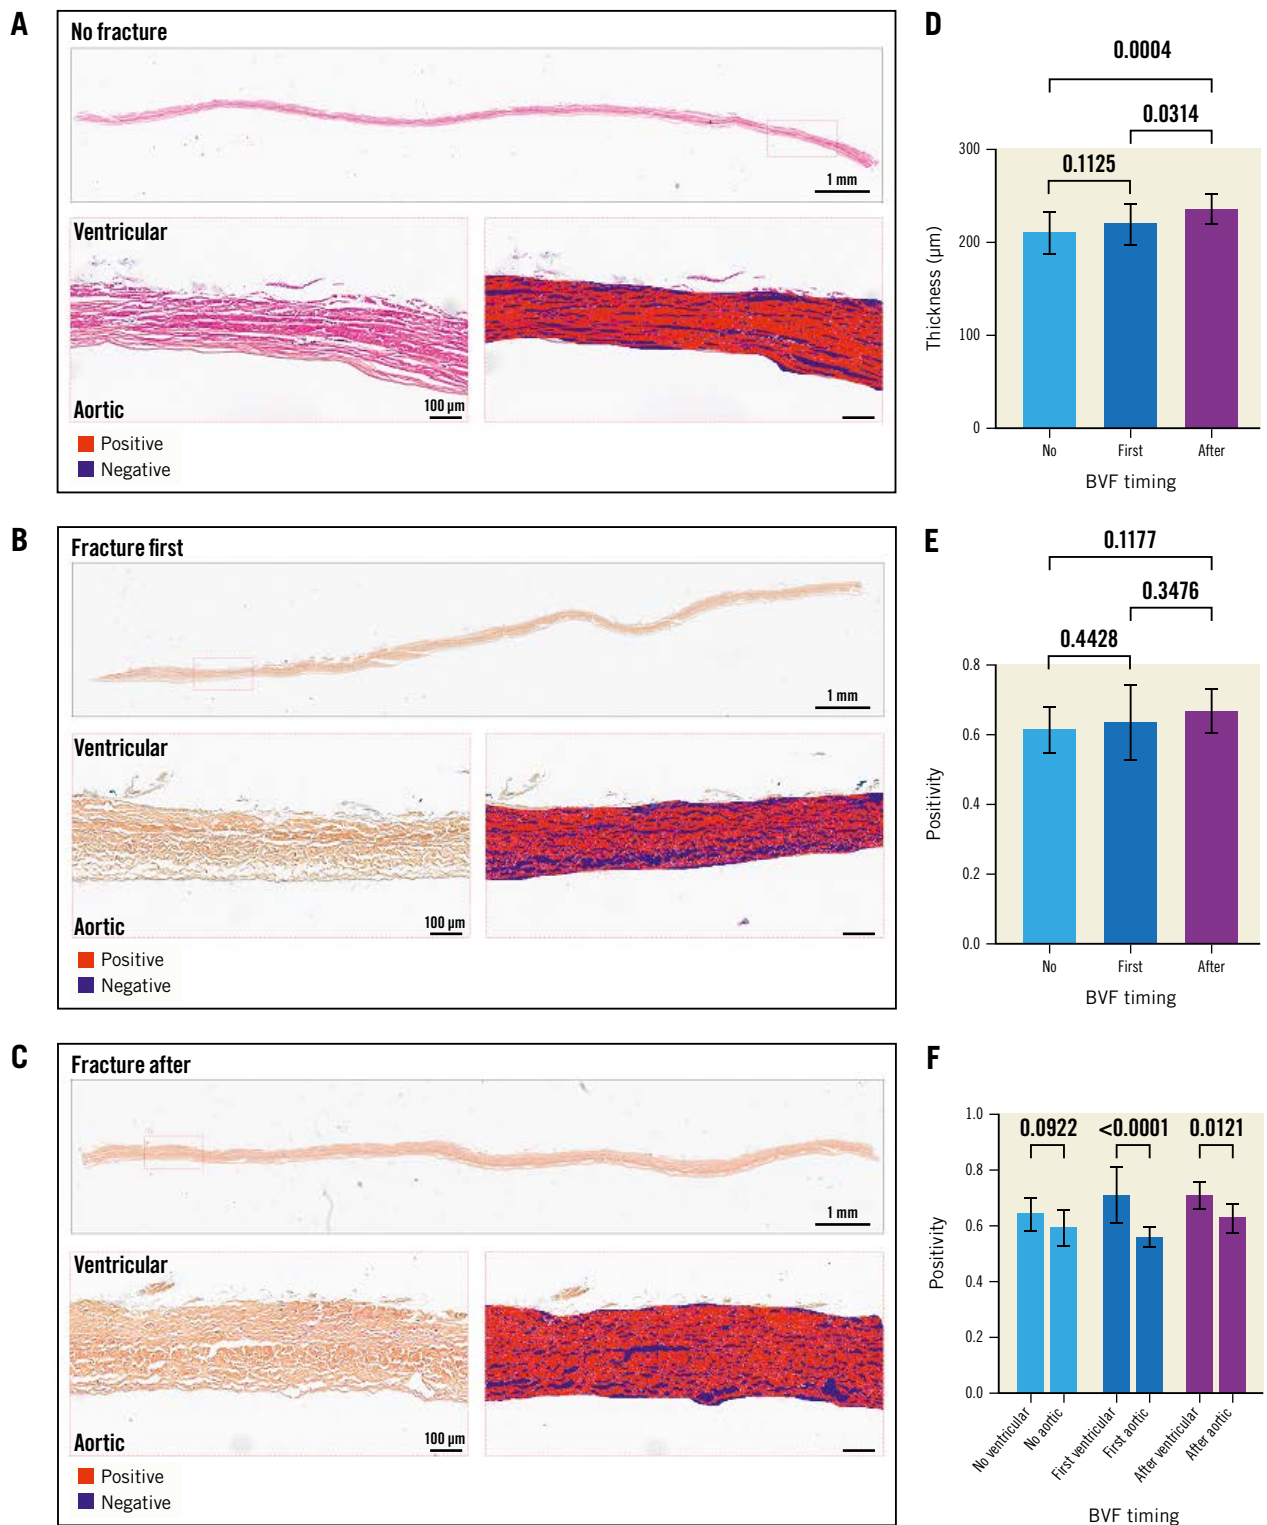 A
No fracture
1 mm
Ventricular
Aortic
100 µm
Positive
Negative
B
Fracture first
1 mm
Ventricular
Aortic
100 µm
Positive
Negative
C
Fracture after
1 mm
Ventricular
Aortic
100 µm
Positive
Negative
D
0.0004
0.0314
0.1125
300
200
100
0
Thickness (µm)
No First After
BVF timing
E
0.1177
0.3476
0.4428
0.8
0.6
0.4
0.2
0.0
Positivity
No First After
BVF timing
F
1.0
0.8
0.6
0.4
0.2
0.0
0.0922 <0.0001 0.0121
Positivity
No ventricular
No aortic
First ventricular
First aortic
After ventricular
After aortic
BVF timing